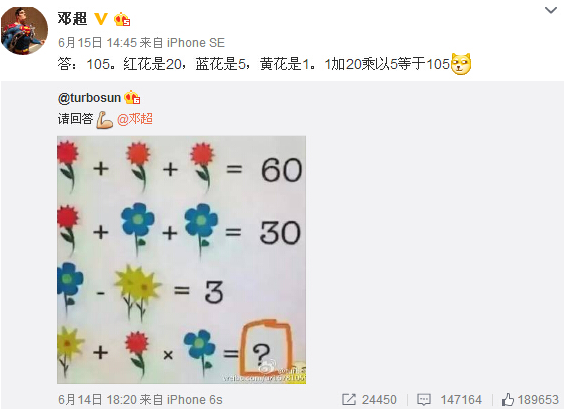 邓超
6月15日 14:45 来自 iPhone SE
答：105。红花是20，蓝花是5，黄花是1。1加20乘以5等于105
@turbosun
请回答 @邓超
+ + = 60
+ + = 30
- = 3
+ × = ?
6月14日 18:20 来自 iPhone 6s
24450 147164 189653